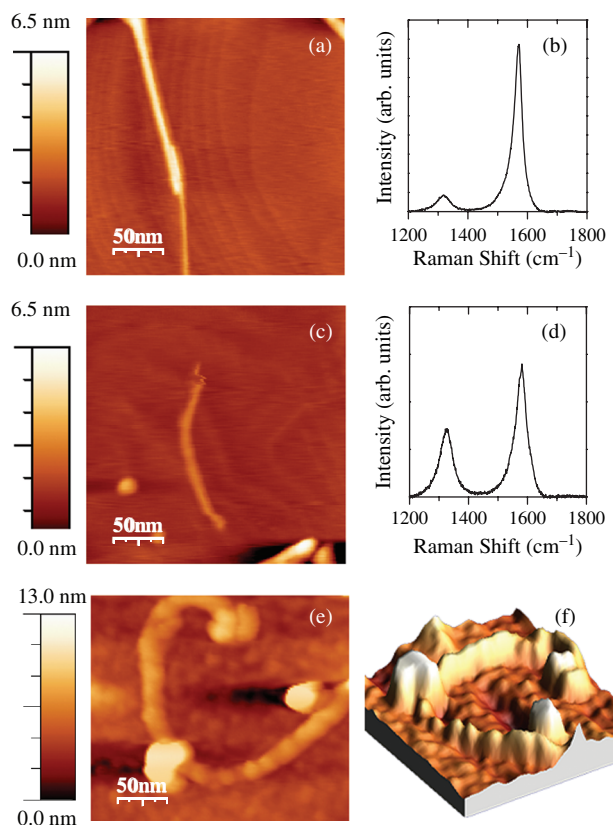 6.5 nm
(a)
50nm
0.0 nm
(b)
Intensity (arb. units)
1200 1400 1600 1800
Raman Shift (cm⁻¹)
6.5 nm
(c)
50nm
0.0 nm
(d)
Intensity (arb. units)
1200 1400 1600 1800
Raman Shift (cm⁻¹)
13.0 nm
(e)
50nm
0.0 nm
(f)